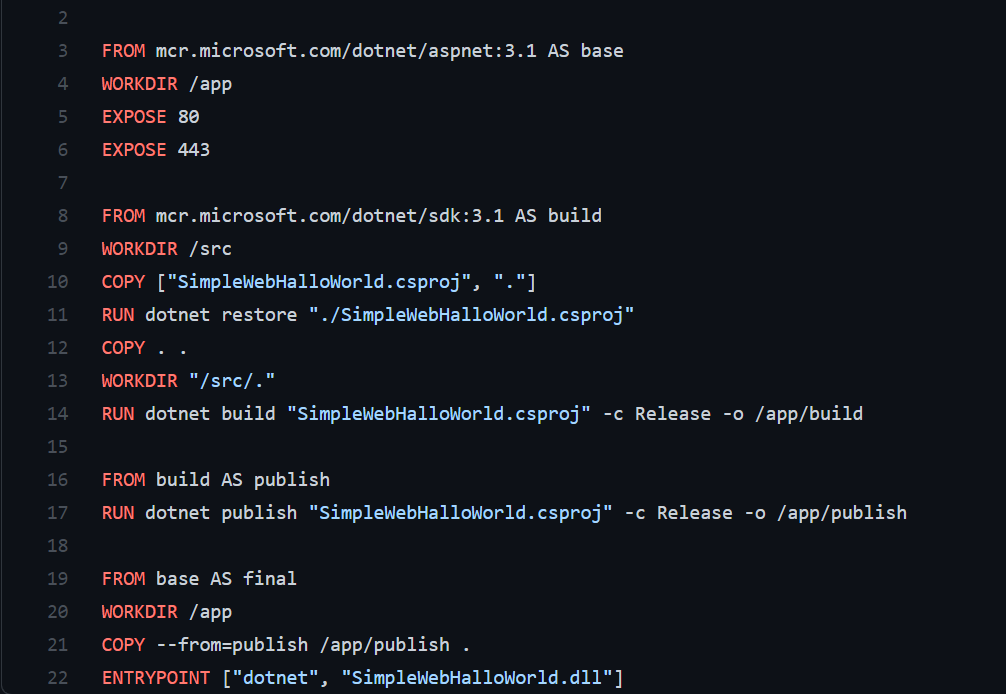 2
3 FROM mcr.microsoft.com/dotnet/aspnet:3.1 AS base
4 WORKDIR /app
5 EXPOSE 80
6 EXPOSE 443
7
8 FROM mcr.microsoft.com/dotnet/sdk:3.1 AS build
9 WORKDIR /src
10 COPY ["SimpleWebHalloWorld.csproj", "."]
11 RUN dotnet restore "./SimpleWebHalloWorld.csproj"
12 COPY . .
13 WORKDIR "/src/."
14 RUN dotnet build "SimpleWebHalloWorld.csproj" -c Release -o /app/build
15
16 FROM build AS publish
17 RUN dotnet publish "SimpleWebHalloWorld.csproj" -c Release -o /app/publish
18
19 FROM base AS final
20 WORKDIR /app
21 COPY --from=publish /app/publish .
22 ENTRYPOINT ["dotnet", "SimpleWebHalloWorld.dll"]